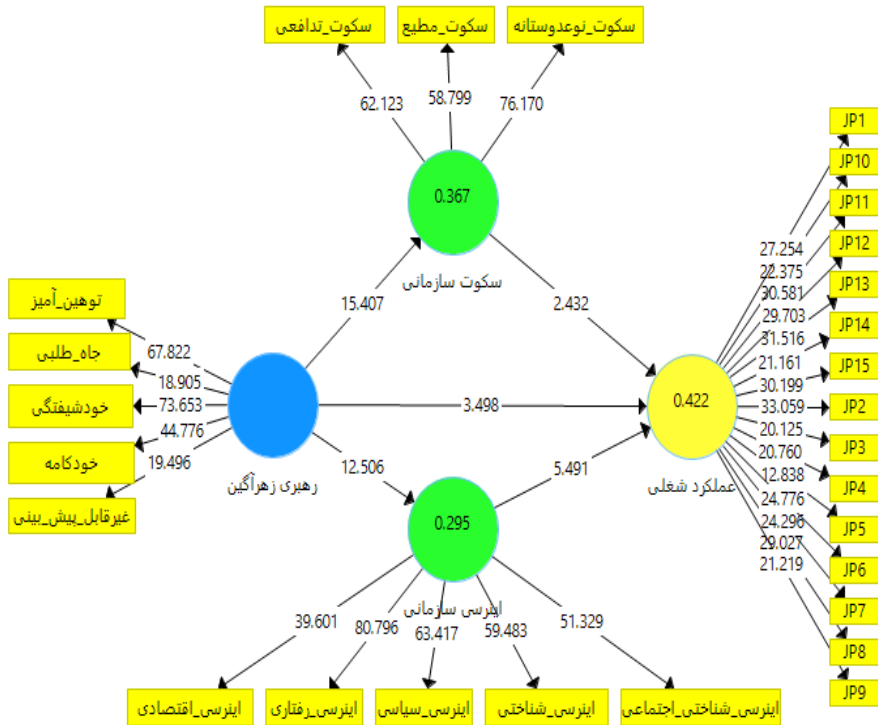 سکوت_تدافعی
سکوت_مطیع
سکوت_نوعدوستانه
62.123
58.799
76.170
0.367
سکوت سازمانی
15.407
2.432
توهین_آمیز
جاه_طلبی
خودشیفتگی
خودکامه
غیرقابل_پیش_بینی
67.822
18.905
73.653
44.776
19.496
رهبری زهرآگین
3.498
12.506
5.491
0.422
عملکرد شغلی
0.295
اینرسی سازمانی
39.601
80.796
63.417
59.483
51.329
اینرسی_اقتصادی
اینرسی_رفتاری
اینرسی_سیاسی
اینرسی_شناختی
اینرسی_شناختی_اجتماعی
27.254
22.375
30.581
29.703
31.516
21.161
30.199
33.059
20.125
20.760
12.838
24.776
24.296
29.027
21.219
JP1
JP10
JP11
JP12
JP13
JP14
JP15
JP2
JP3
JP4
JP5
JP6
JP7
JP8
JP9